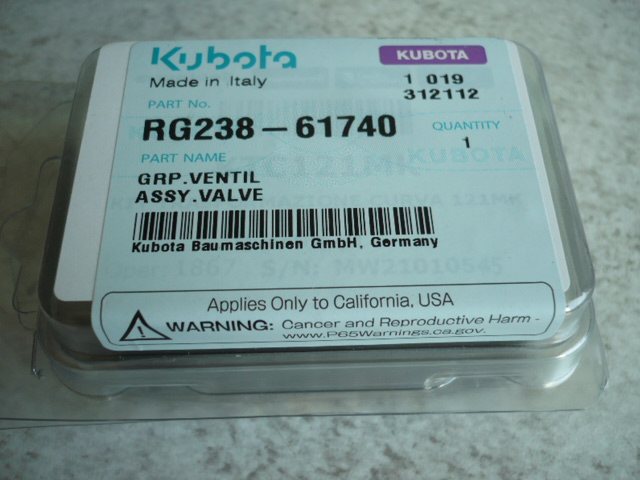 Kubota KUBOTA
Made in Italy 1 019
312112
PART No.
RG238-61740 QUANTITY
1
PART NAME
GRP.VENTIL
ASSY.VALVE
Kubota Baumaschinen GmbH, Germany
Applies Only to California, USA
WARNING: Cancer and Reproductive Harm -
www.P65Warnings.ca.gov.